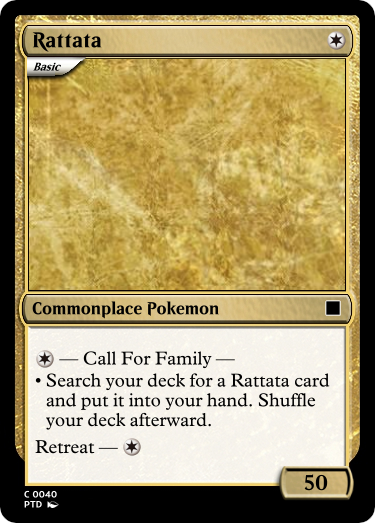 Rattata
Basic
Commonplace Pokemon
— Call For Family —
• Search your deck for a Rattata card
and put it into your hand. Shuffle
your deck afterward.
Retreat —
50
C 0040
PTD